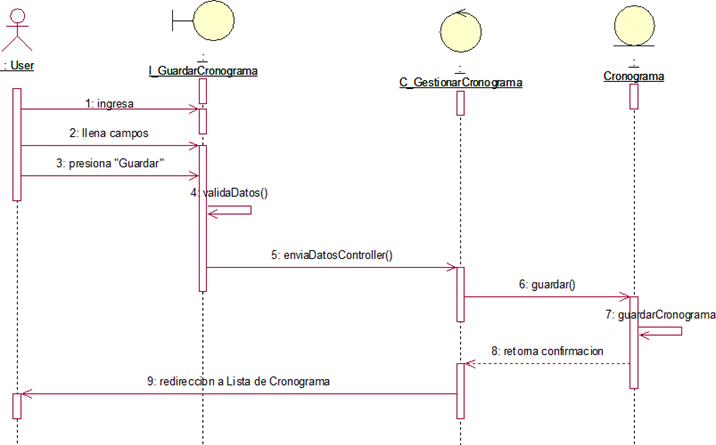 : User
:
I_GuardarCronograma
:
C_GestionarCronograma
:
Cronograma
1: ingresa
2: llena campos
3: presiona "Guardar"
4: validaDatos()
5: enviaDatosController()
6: guardar()
7: guardarCronograma
8: retorna confirmacion
9: redireccion a Lista de Cronograma